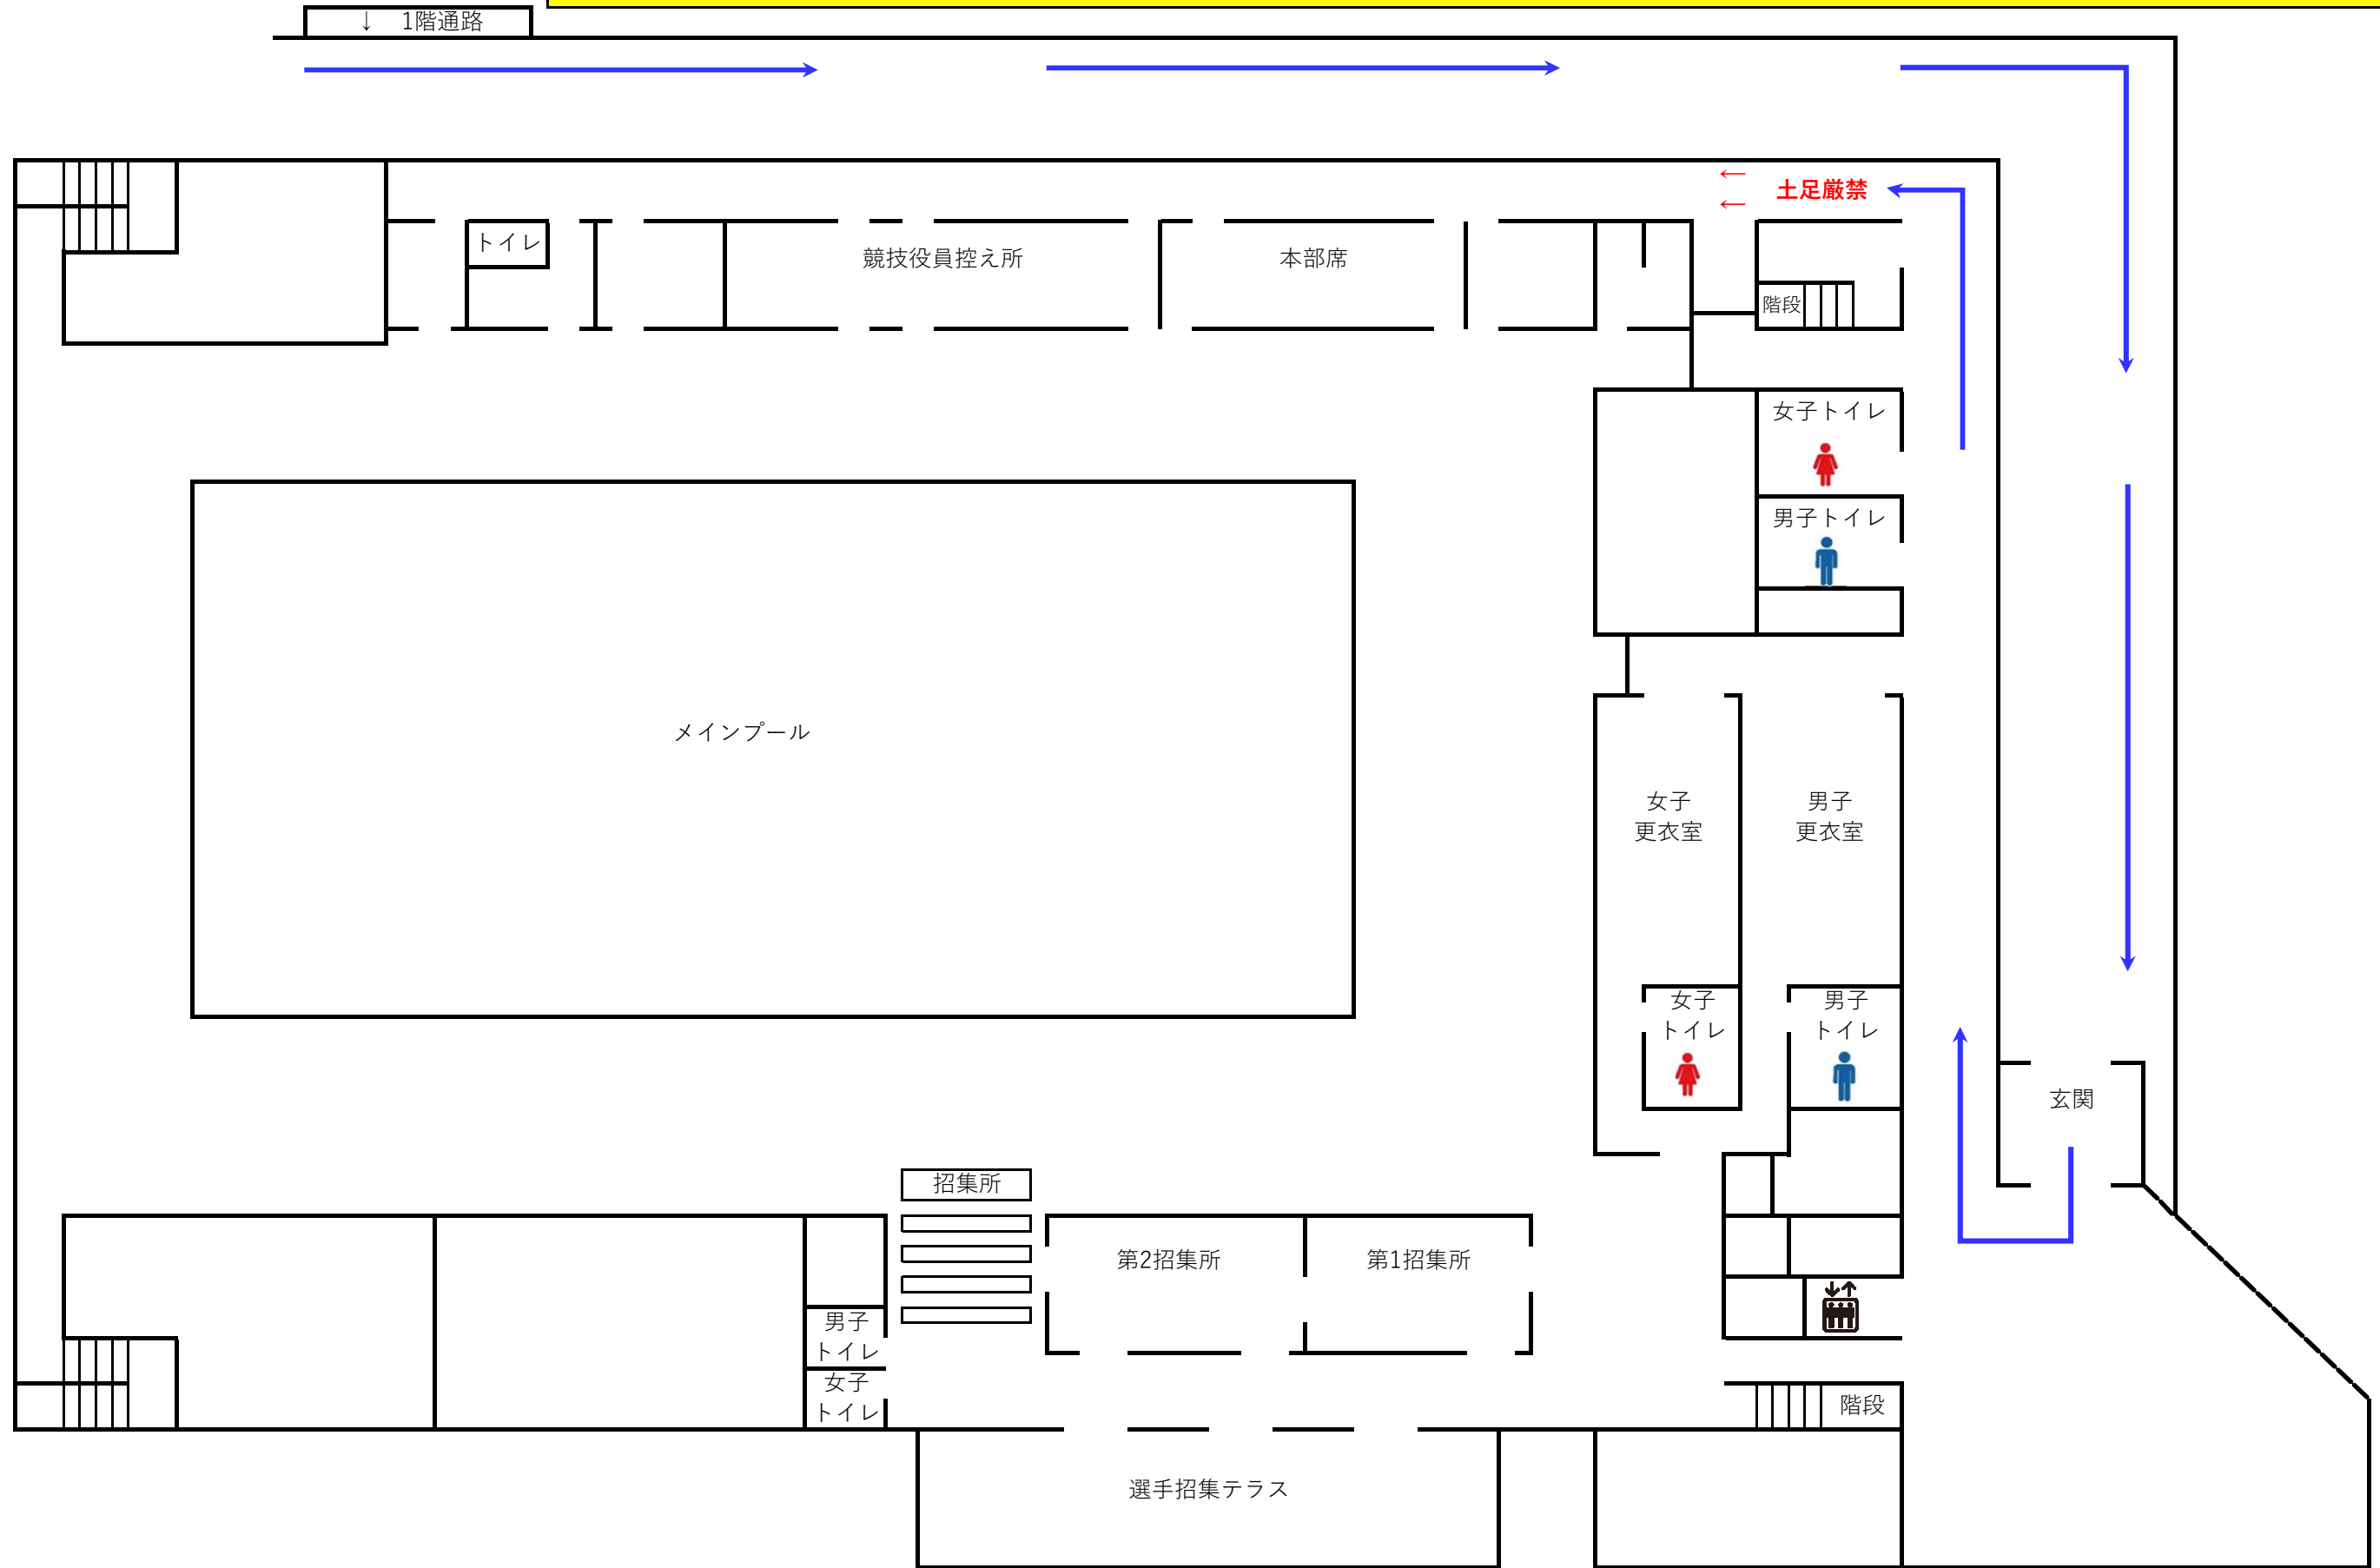 ↓ 1階通路
← 土足厳禁
←
トイレ
競技役員控え所
本部席
階段
女子トイレ
男子トイレ
メインプール
女子
更衣室
男子
更衣室
女子
トイレ
男子
トイレ
玄関
招集所
第2招集所
第1招集所
男子
トイレ
女子
トイレ
階段
選手招集テラス